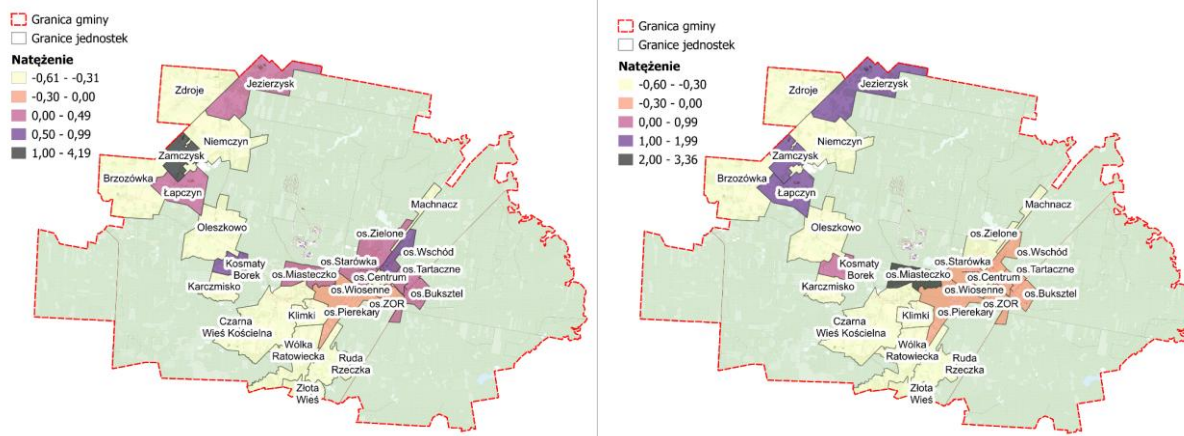 Granica gminy
Granice jednostek
Natężenie
-0,61 - -0,31
-0,30 - 0,00
0,00 - 0,49
0,50 - 0,99
1,00 - 4,19
Jezierzysk
Zdroje
Niemczyn
Zamczysk
Brzozówka
Łapczyn
Machnacz
Oleszkowo
os.Zielone
os.Wschód
os.Starówka
Kosmaty
Borek
os.Tartaczne
os.Miasteczko
os.Centrum
Karczmisko
os.Wiosenne
os.Buksztel
os.ZOR
Klimki
os.Pierekary
Czarna
Wieś Kościelna
Wólka
Ratowiecka
Ruda
Rzeczka
Złota
Wieś
Granica gminy
Granice jednostek
Natężenie
-0,60 - -0,30
-0,30 - 0,00
0,00 - 0,99
1,00 - 1,99
2,00 - 3,36
Jezierzysk
Zdroje
Niemczyn
Zamczysk
Brzozówka
Łapczyn
Machnacz
Oleszkowo
os.Zielone
os.Wschód
os.Starówka
Kosmaty
Borek
os.Tartaczne
os.Miasteczko
os.Centrum
Karczmisko
os.Wiosenne
os.Buksztel
os.ZOR
Klimki
os.Pierekary
Czarna
Wieś Kościelna
Wólka
Ratowiecka
Ruda
Rzeczka
Złota
Wieś